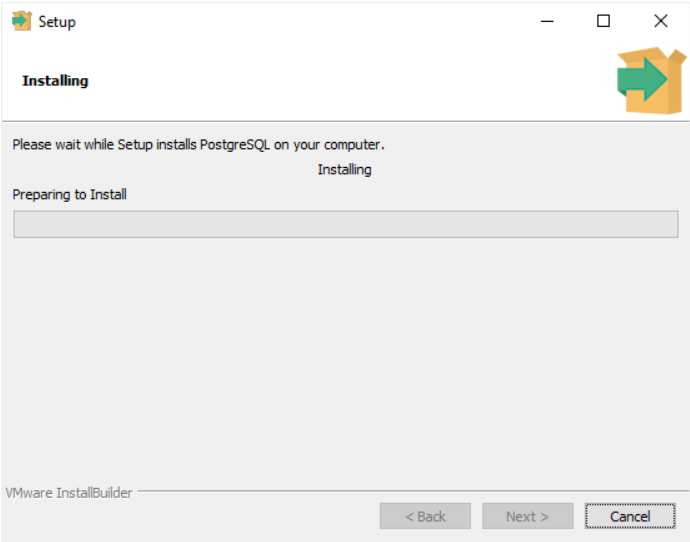 Setup
Installing
Please wait while Setup installs PostgreSQL on your computer.
Installing
Preparing to Install
VMware InstallBuilder
< Back
Next >
Cancel